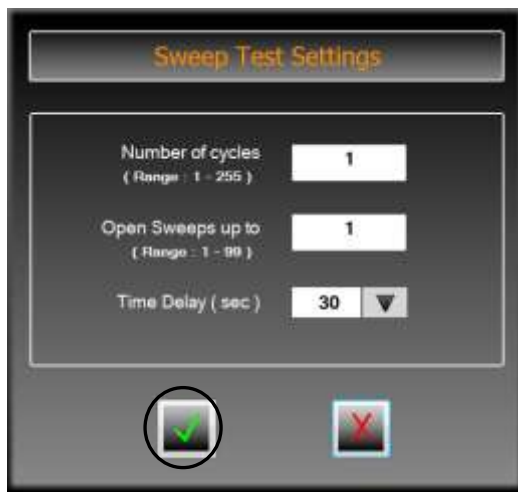 Sweep Test Settings
Number of cycles 1
( Range : 1 - 255 )
Open Sweeps up to 1
( Range : 1 - 99 )
Time Delay ( sec ) 30